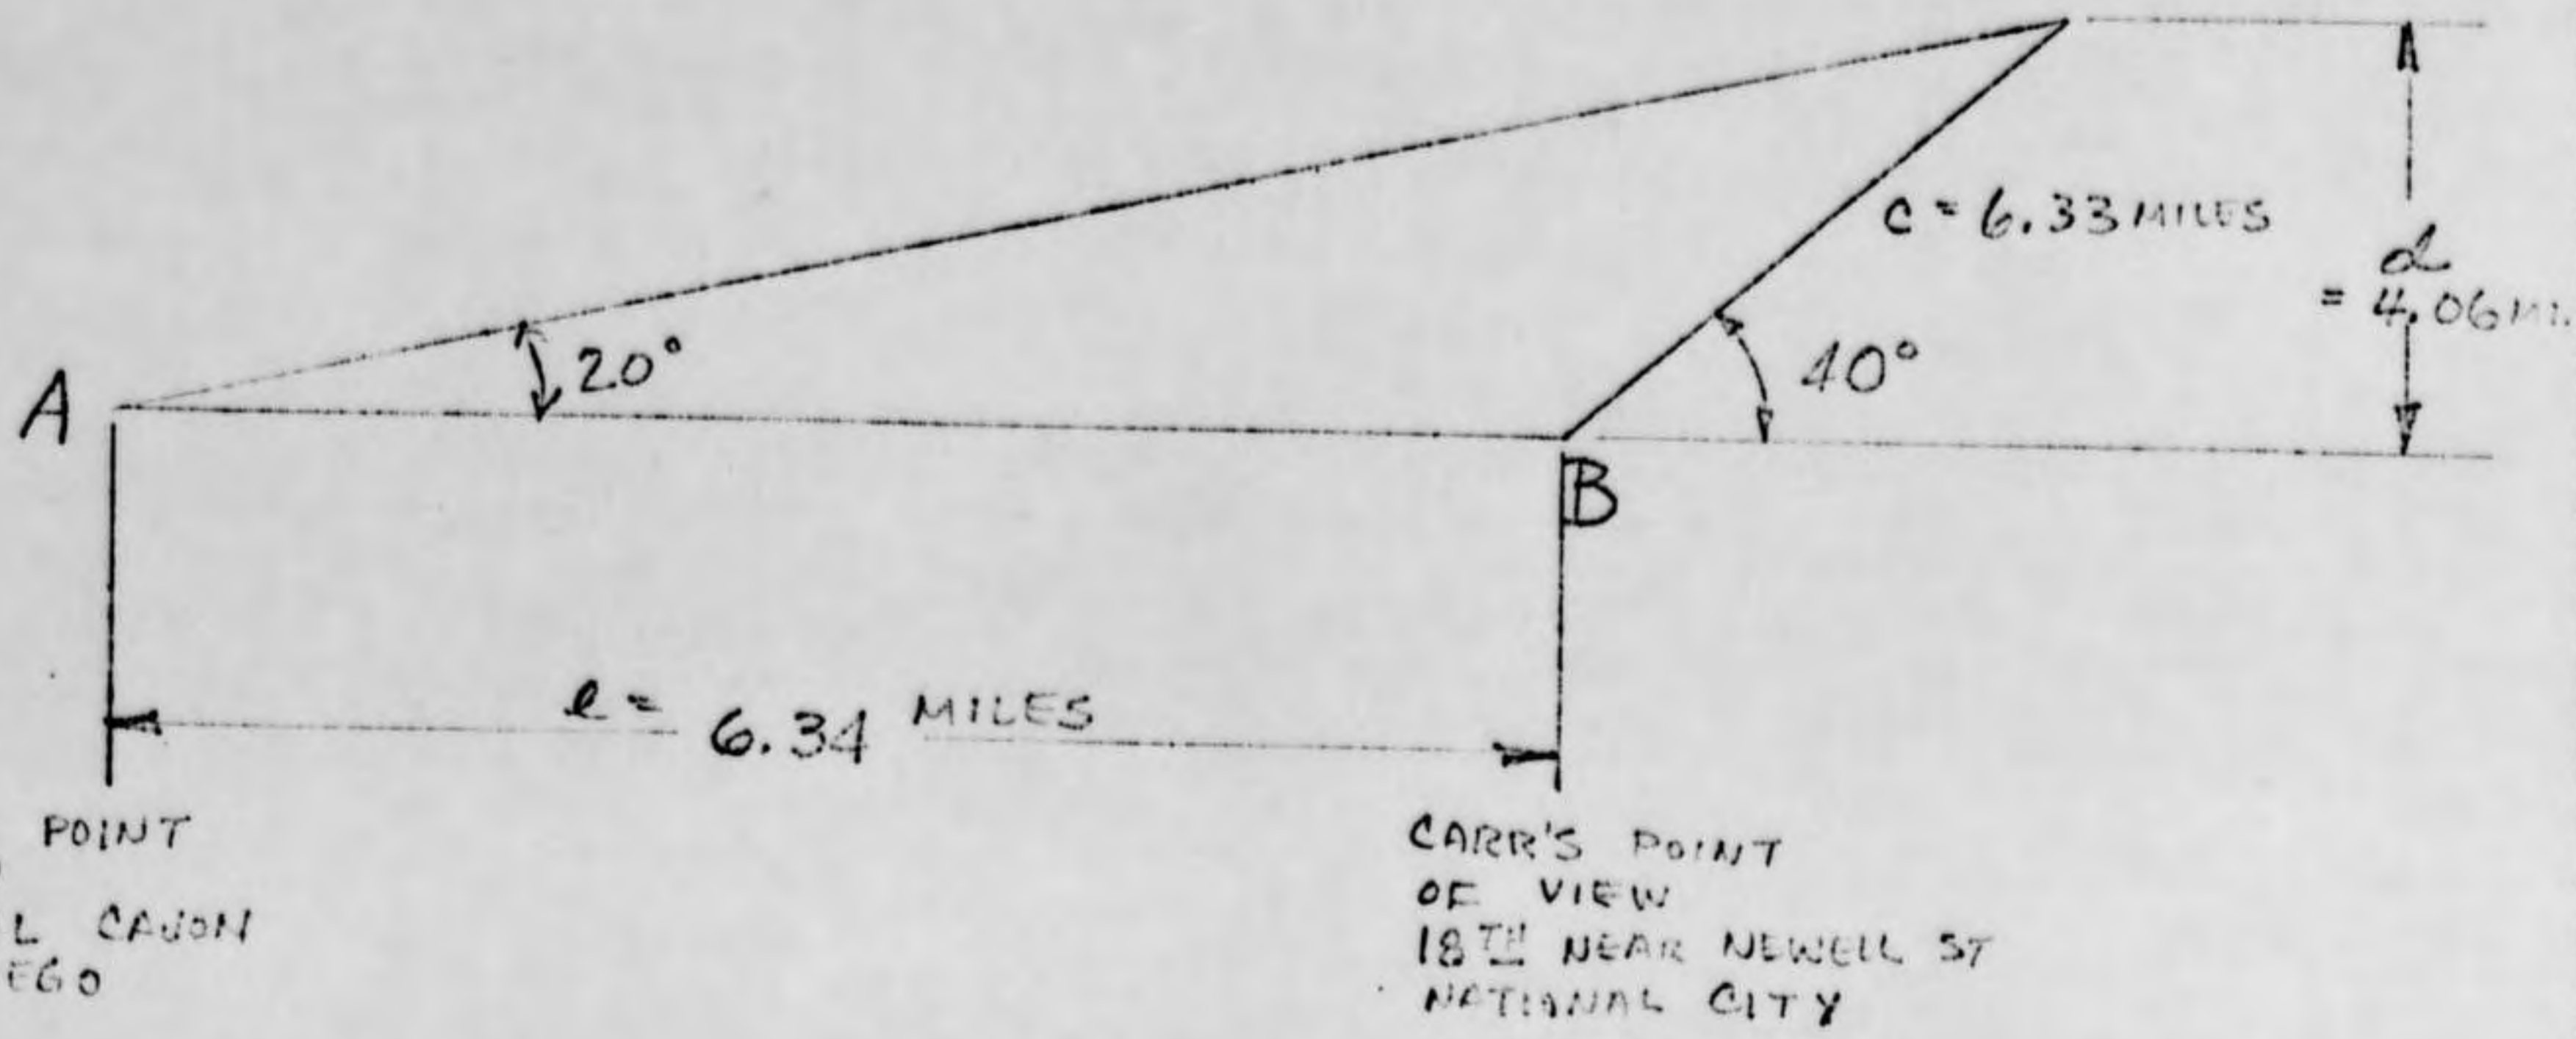 c = 6.33 MILES
d
= 4.06 MI.
20°
40°
A
B
e = 6.34 MILES
POINT
L CAJON
EGO
CARR'S POINT
OF VIEW
18TH NEAR NEWELL ST
NATIONAL CITY